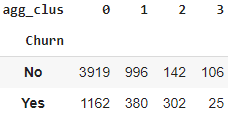 agg_clus 0 1 2 3
Churn
No 3919 996 142 106
Yes 1162 380 302 25